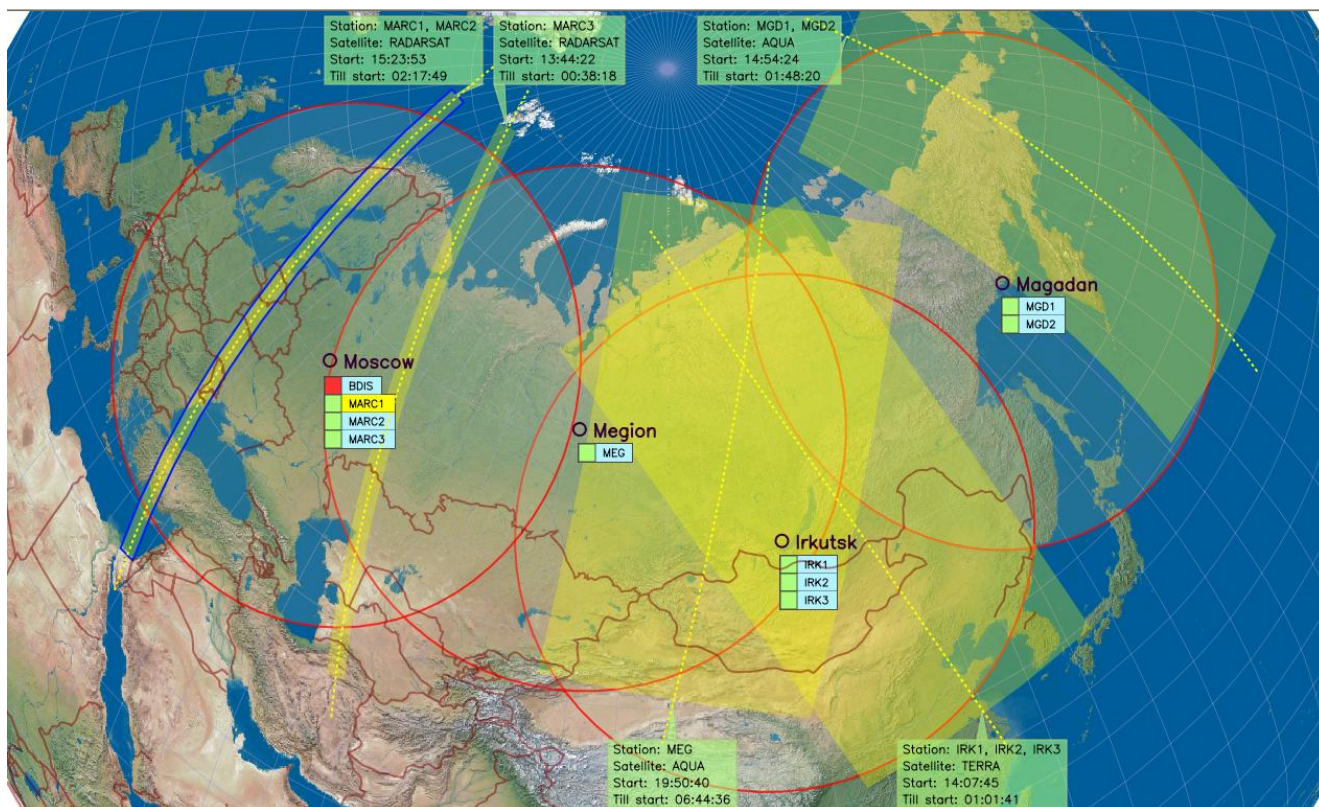 Station: MARC1, MARC2
Satellite: RADARSAT
Start: 15:23:53
Till start: 02:17:49
Station: MARC3
Satellite: RADARSAT
Start: 13:44:22
Till start: 00:38:18
Station: MGD1, MGD2
Satellite: AQUA
Start: 14:54:24
Till start: 01:48:20
Magadan
MGD1
MGD2
Moscow
BDIS
MARC1
MARC2
MARC3
Megion
MEG
Irkutsk
IRK1
IRK2
IRK3
Station: MEG
Satellite: AQUA
Start: 19:50:40
Till start: 06:44:36
Station: IRK1, IRK2, IRK3
Satellite: TERRA
Start: 14:07:45
Till start: 01:01:41